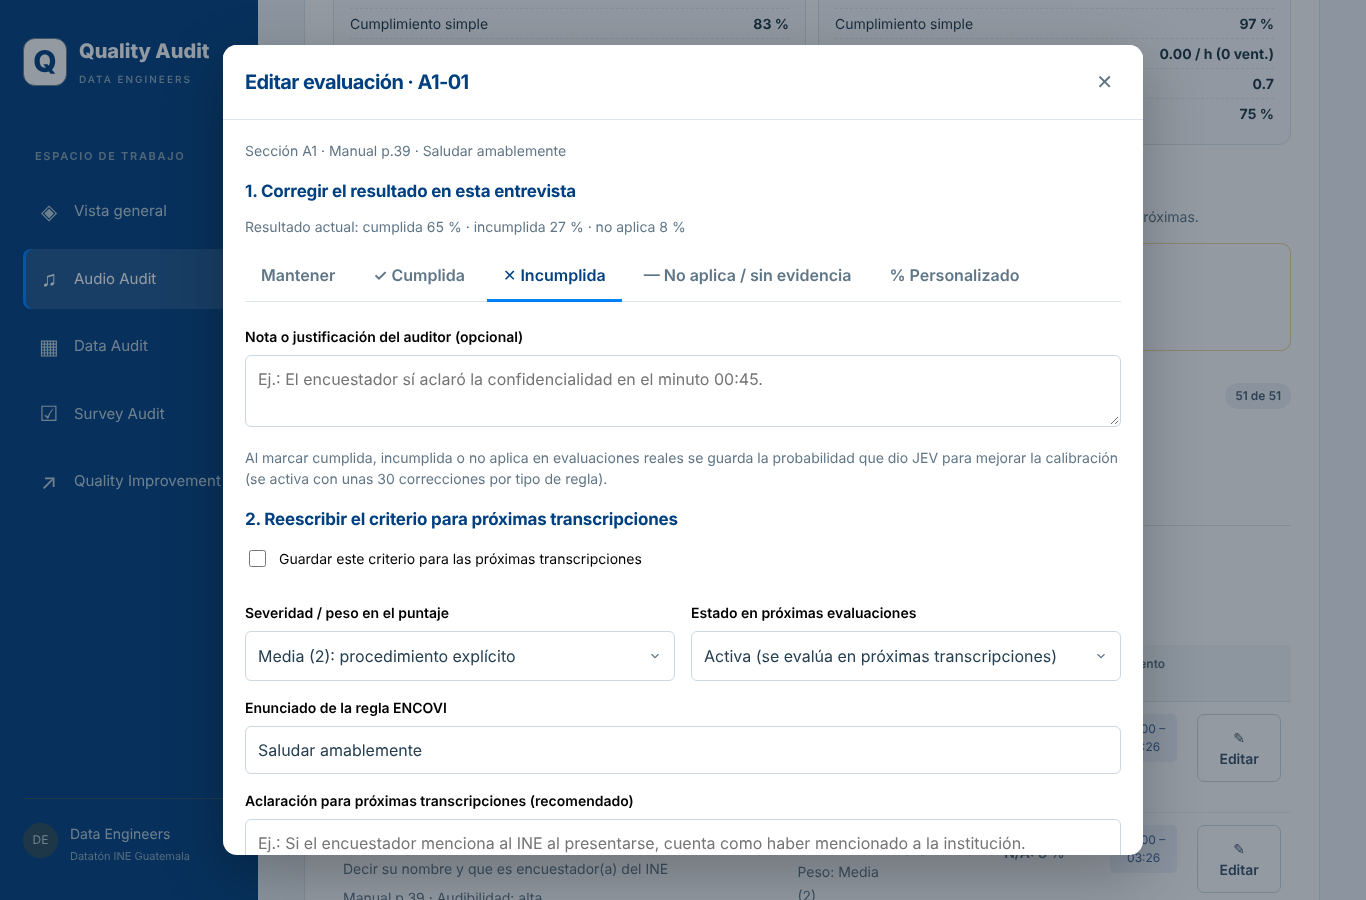 Q
Quality Audit
DATA ENGINEERS
ESPACIO DE TRABAJO
Vista general
Audio Audit
Data Audit
Survey Audit
Quality Improvement
DE
Data Engineers
Datatón INE Guatemala
Cumplimiento simple 83 %
Cumplimiento simple 97 %
0.00 / h (0 vent.)
0.7
75 %
róximas.
51 de 51
Editar evaluación · A1-01
Sección A1 · Manual p.39 · Saludar amablemente
1. Corregir el resultado en esta entrevista
Resultado actual: cumplida 65 % · incumplida 27 % · no aplica 8 %
Mantener ✓ Cumplida ✕ Incumplida — No aplica / sin evidencia % Personalizado
Nota o justificación del auditor (opcional)
Ej.: El encuestador sí aclaró la confidencialidad en el minuto 00:45.
Al marcar cumplida, incumplida o no aplica en evaluaciones reales se guarda la probabilidad que dio JEV para mejorar la calibración
(se activa con unas 30 correcciones por tipo de regla).
2. Reescribir el criterio para próximas transcripciones
Guardar este criterio para las próximas transcripciones
Severidad / peso en el puntaje
Media (2): procedimiento explícito
Estado en próximas evaluaciones
Activa (se evalúa en próximas transcripciones)
Enunciado de la regla ENCOVI
Saludar amablemente
Aclaración para próximas transcripciones (recomendado)
Ej.: Si el encuestador menciona al INE al presentarse, cuenta como haber mencionado a la institución.
ento
00 –
:26
✎
Editar
00 –
03:26
✎
Editar
Decir su nombre y que es encuestador(a) del INE
Manual p.39 · Audibilidad: alta
Peso: Media
(2)